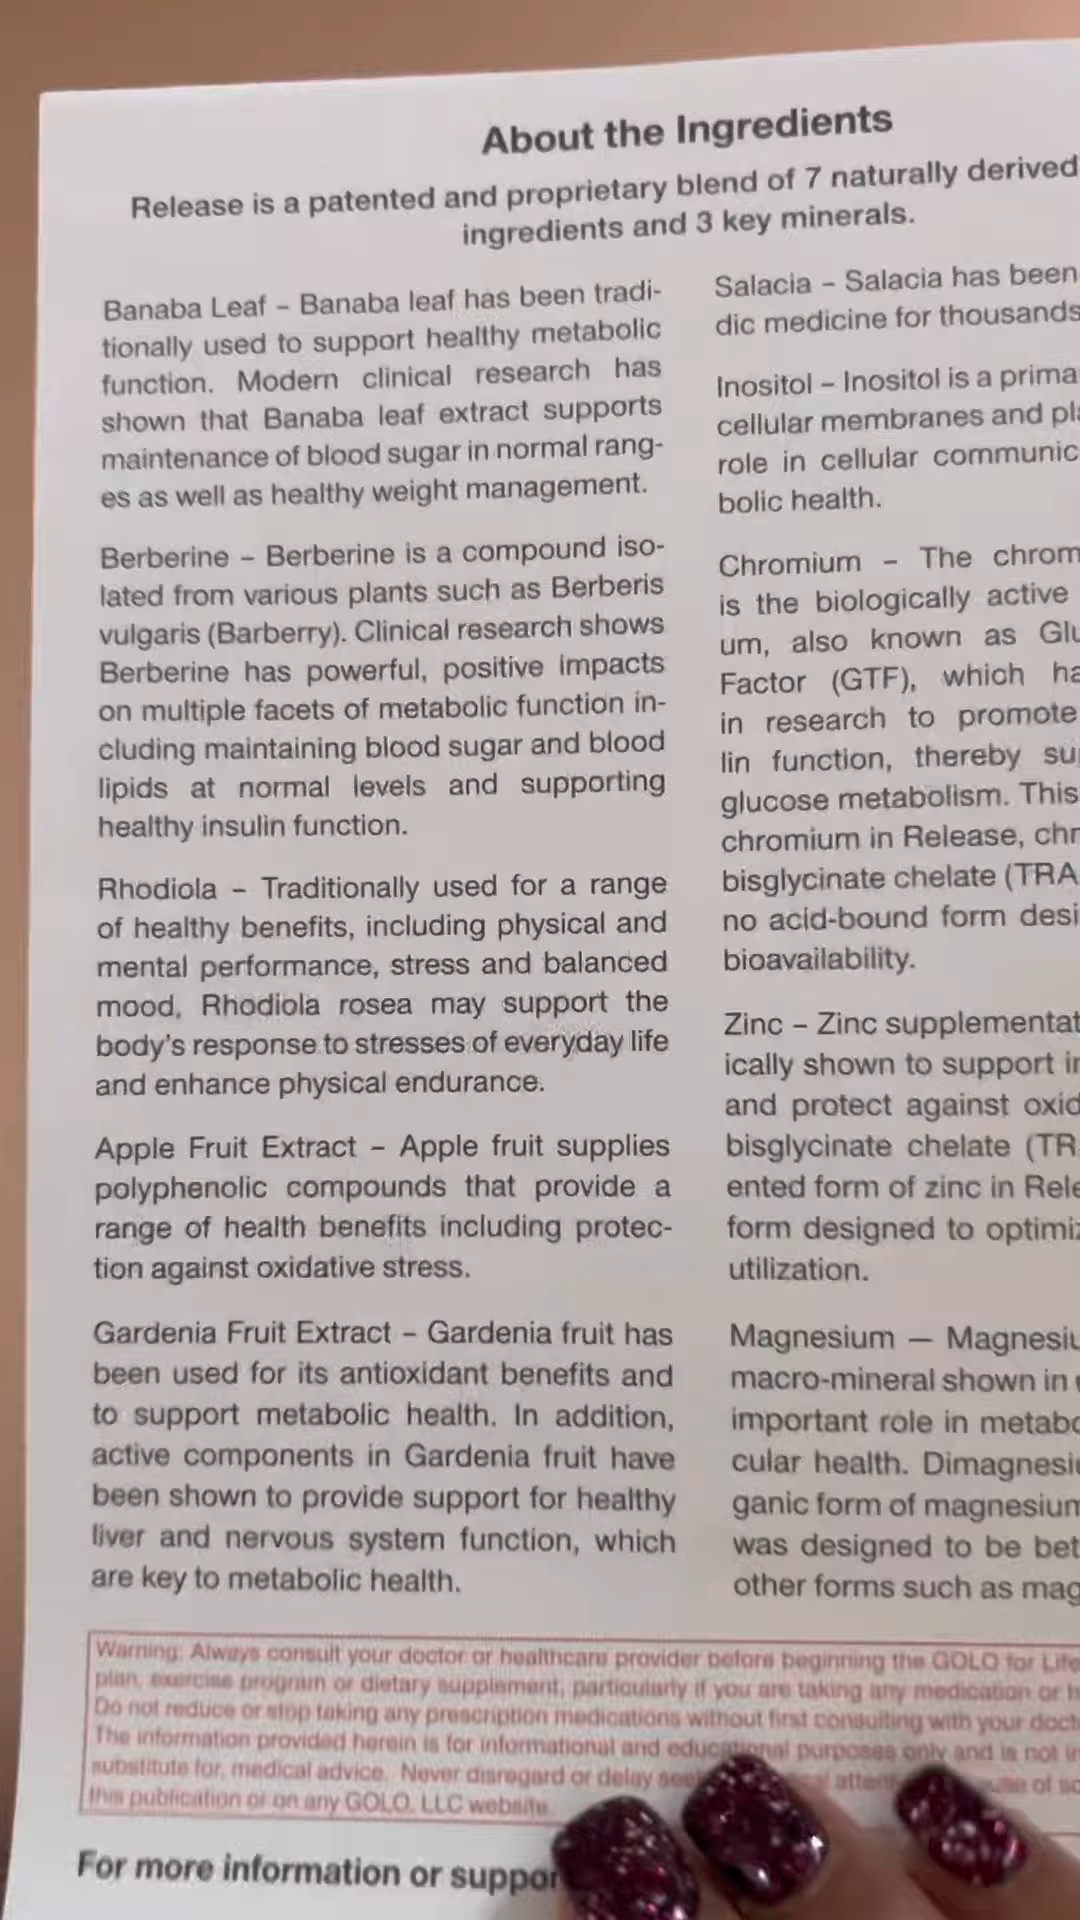 About the Ingredients
Release is a patented and proprietary blend of 7 naturally derived
ingredients and 3 key minerals.
Banaba Leaf – Banaba leaf has been tradi-
tionally used to support healthy metabolic
function. Modern clinical research has
shown that Banaba leaf extract supports
maintenance of blood sugar in normal rang-
es as well as healthy weight management.
Berberine – Berberine is a compound iso-
lated from various plants such as Berberis
vulgaris (Barberry). Clinical research shows
Berberine has powerful, positive impacts
on multiple facets of metabolic function in-
cluding maintaining blood sugar and blood
lipids at normal levels and supporting
healthy insulin function.
Rhodiola – Traditionally used for a range
of healthy benefits, including physical and
mental performance, stress and balanced
mood, Rhodiola rosea may support the
body's response to stresses of everyday life
and enhance physical endurance.
Apple Fruit Extract – Apple fruit supplies
polyphenolic compounds that provide a
range of health benefits including protec-
tion against oxidative stress.
Gardenia Fruit Extract – Gardenia fruit has
been used for its antioxidant benefits and
to support metabolic health. In addition,
active components in Gardenia fruit have
been shown to provide support for healthy
liver and nervous system function, which
are key to metabolic health.
Salacia – Salacia has been
dic medicine for thousands
Inositol – Inositol is a prima
cellular membranes and pla
role in cellular communic
bolic health.
Chromium – The chrom
is the biologically active
um, also known as Glu
Factor (GTF), which ha
in research to promote
lin function, thereby su
glucose metabolism. This
chromium in Release, chr
bisglycinate chelate (TRA
no acid-bound form desi
bioavailability.
Zinc – Zinc supplementat
ically shown to support i
and protect against oxid
bisglycinate chelate (TR
ented form of zinc in Rele
form designed to optimi
utilization.
Magnesium — Magnesiu
macro-mineral shown in
important role in metabo
cular health. Dimagnesiu
ganic form of magnesium
was designed to be bet
other forms such as mag
Warning: Always consult your doctor or healthcare provider before beginning the GOLO for Life
plan, exercise program or dietary supplement, particularly if you are taking any medication or h
Do not reduce or stop taking any prescription medications without first consulting with your doct
The information provided herein is for informational and educational purposes only and is not in
substitute for, medical advice. Never disregard or delay see cal atten use of so
this publication or on any GOLO, LLC website.
For more information or suppor